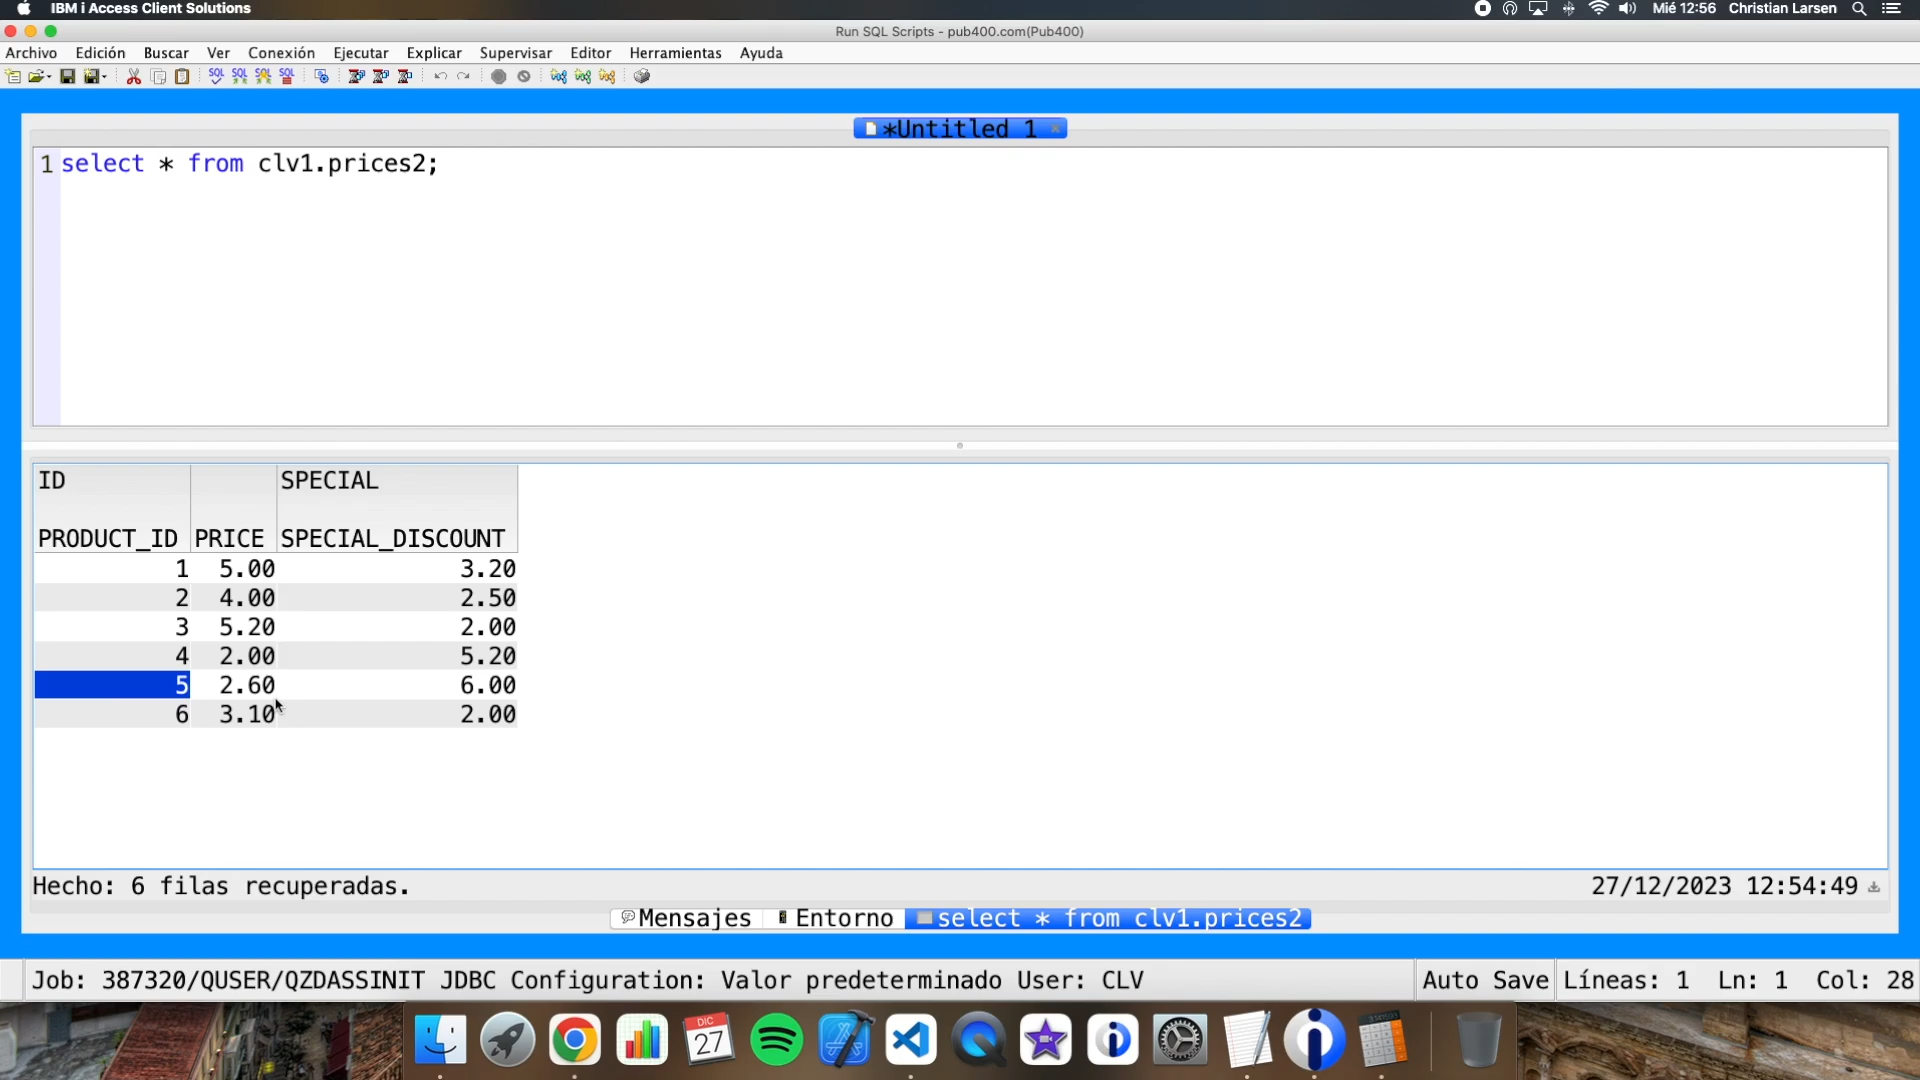 IBM i Access Client Solutions
Mié 12:56 Christian Larsen
Run SQL Scripts - pub400.com(Pub400)
Archivo Edición Buscar Ver Conexión Ejecutar Explicar Supervisar Editor Herramientas Ayuda
SQL SQL SQL SQL
*Untitled 1
1 select * from clv1.prices2;
ID SPECIAL
PRODUCT_ID PRICE SPECIAL_DISCOUNT
1 5.00 3.20
2 4.00 2.50
3 5.20 2.00
4 2.00 5.20
5 2.60 6.00
6 3.10 2.00
Hecho: 6 filas recuperadas. 27/12/2023 12:54:49
Mensajes Entorno select * from clv1.prices2
Job: 387320/QUSER/QZDASSINIT JDBC Configuration: Valor predeterminado User: CLV Auto Save Líneas: 1 Ln: 1 Col: 28
DIC
27